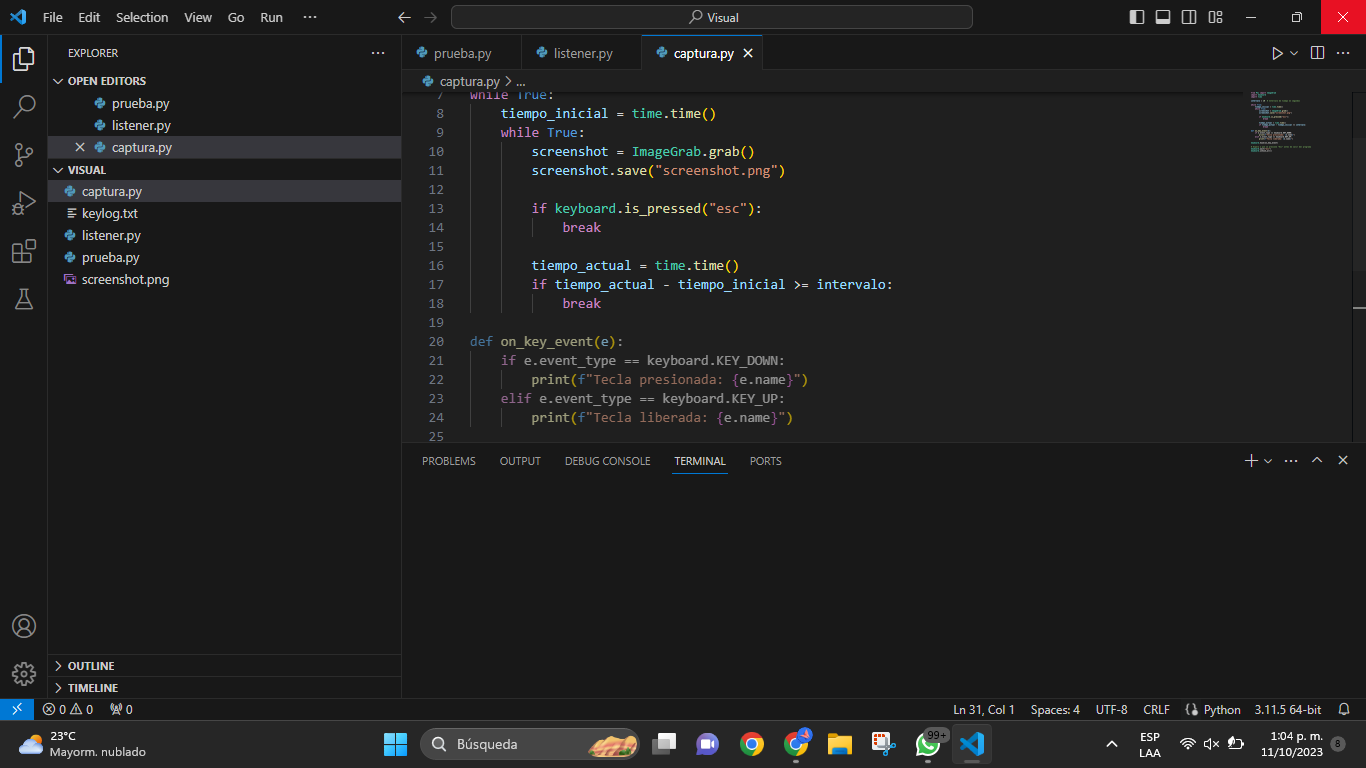 File Edit Selection View Go Run ··· Visual
EXPLORER ···
OPEN EDITORS
prueba.py
listener.py
captura.py
VISUAL
captura.py
keylog.txt
listener.py
prueba.py
screenshot.png
OUTLINE
TIMELINE
prueba.py listener.py captura.py
captura.py > ...
7 while True:
8 tiempo_inicial = time.time()
9 while True:
10 screenshot = ImageGrab.grab()
11 screenshot.save("screenshot.png")
12
13 if keyboard.is_pressed("esc"):
14 break
15
16 tiempo_actual = time.time()
17 if tiempo_actual - tiempo_inicial >= intervalo:
18 break
19
20 def on_key_event(e):
21 if e.event_type == keyboard.KEY_DOWN:
22 print(f"Tecla presionada: {e.name}")
23 elif e.event_type == keyboard.KEY_UP:
24 print(f"Tecla liberada: {e.name}")
25
PROBLEMS OUTPUT DEBUG CONSOLE TERMINAL PORTS
0 0 0 Ln 31, Col 1 Spaces: 4 UTF-8 CRLF Python 3.11.5 64-bit
23°C
Mayorm. nublado
Búsqueda
99+
ESP
LAA
1:04 p. m.
11/10/2023
8